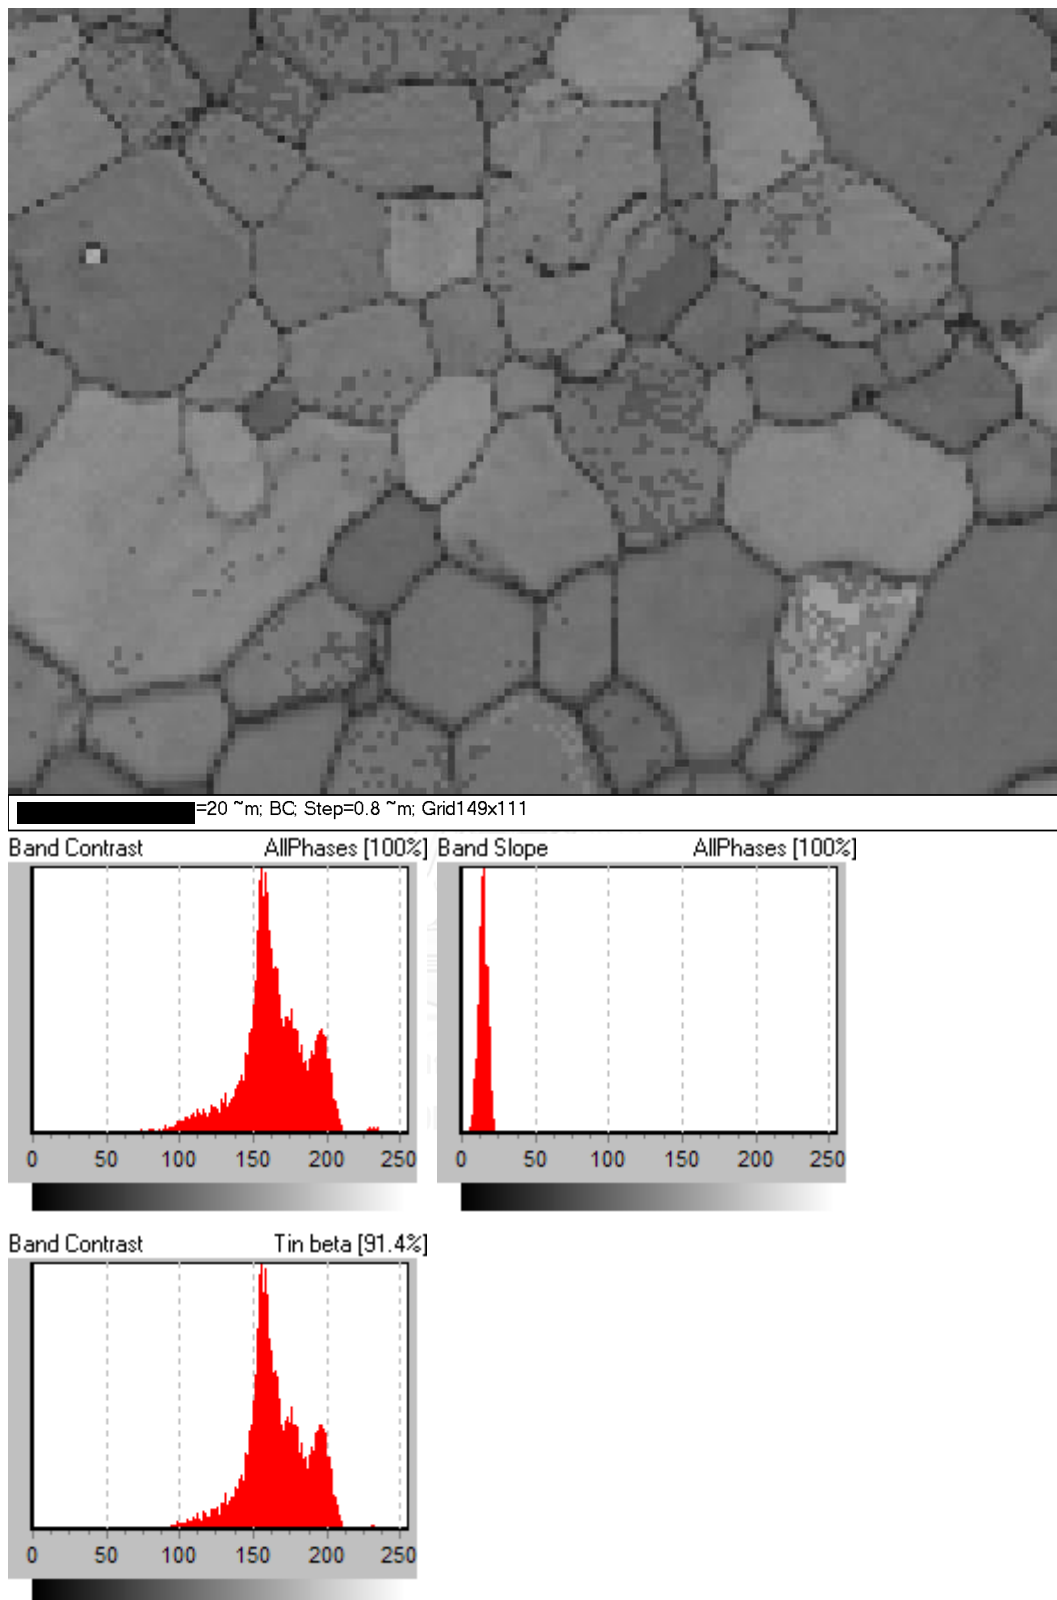 =20 ~m; BC; Step=0.8 ~m; Grid149x111
Band Contrast AllPhases [100%]
Band Slope AllPhases [100%]
0 50 100 150 200 250
0 50 100 150 200 250
Band Contrast Tin beta [91.4%]
0 50 100 150 200 250